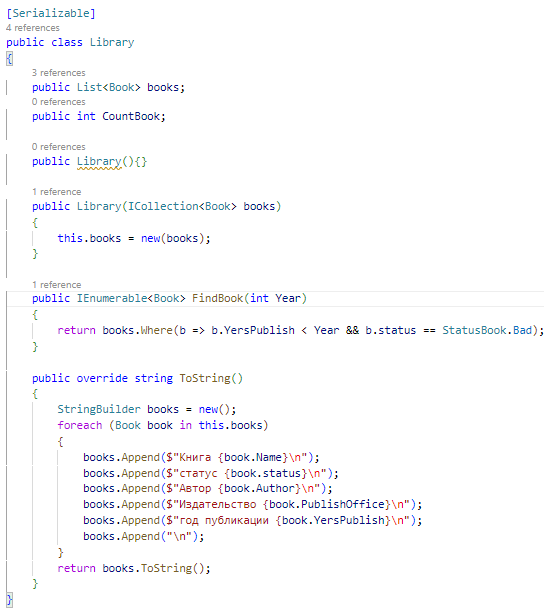 [Serializable]
4 references
public class Library
{
3 references
public List<Book> books;
0 references
public int CountBook;
0 references
public Library(){}
1 reference
public Library(ICollection<Book> books)
{
this.books = new(books);
}
1 reference
public IEnumerable<Book> FindBook(int Year)
{
return books.Where(b => b.YersPublish < Year && b.status == StatusBook.Bad);
}
public override string ToString()
{
StringBuilder books = new();
foreach (Book book in this.books)
{
books.Append($"Книга {book.Name}\n");
books.Append($"статус {book.status}\n");
books.Append($"Автор {book.Author}\n");
books.Append($"Издательство {book.PublishOffice}\n");
books.Append($"год публикации {book.YersPublish}\n");
books.Append("\n");
}
return books.ToString();
}
}